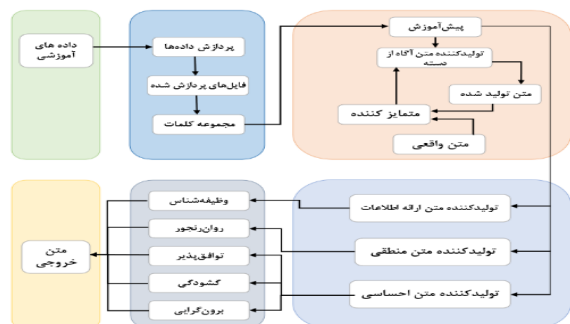 داده های
آموزشی
پردازش داده‌ها
فایل‌های پردازش شده
مجموعه کلمات
پیش‌آموزش
تولیدکننده متن آگاه از
دسته
متن تولید شده
متمایز کننده
متن واقعی
تولیدکننده متن ارائه اطلاعات
تولیدکننده متن منطقی
تولیدکننده متن احساسی
وظیفه‌شناس
روان‌رنجور
توافق‌پذیر
گشودگی
برون‌گرایی
متن
خروجی